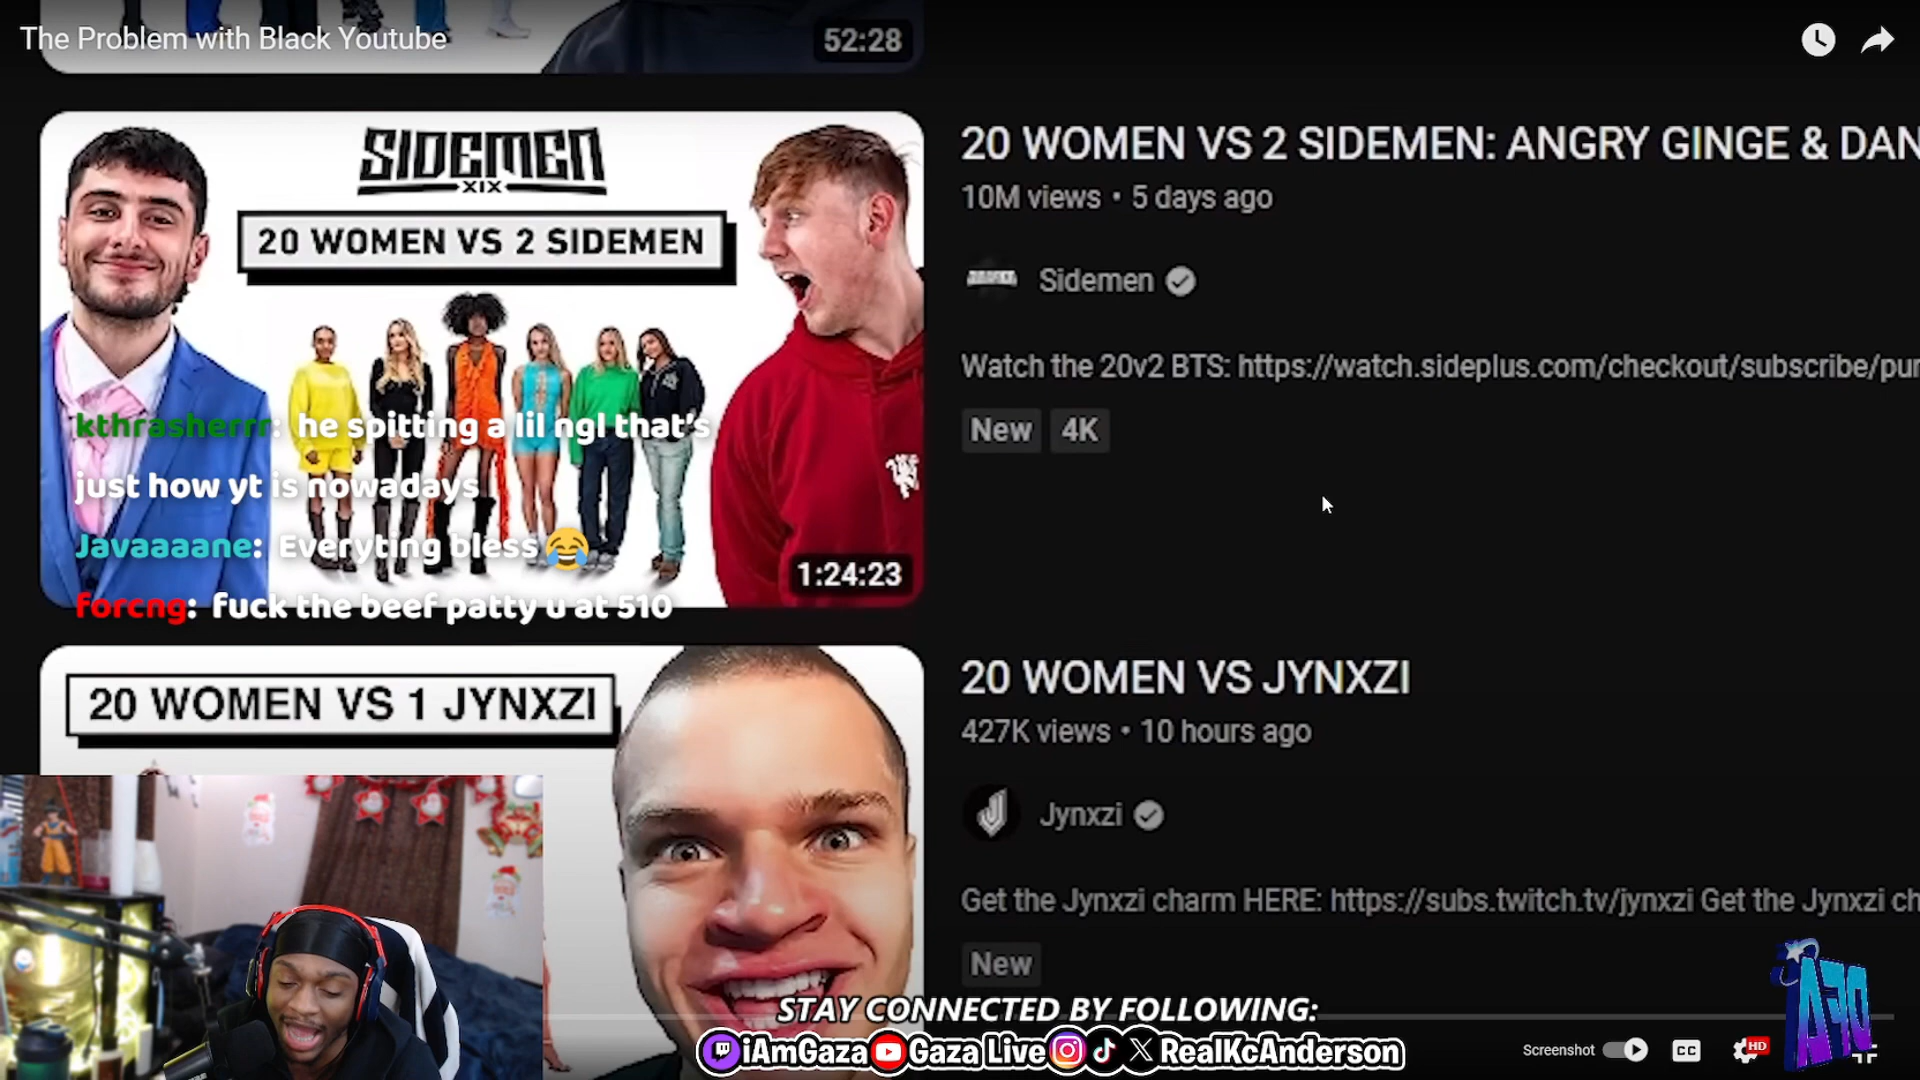 The Problem with Black Youtube
52:28
SIDEMEN
XIX
20 WOMEN VS 2 SIDEMEN
1:24:23
20 WOMEN VS 2 SIDEMEN: ANGRY GINGE & DAN
10M views • 5 days ago
Sidemen
Watch the 20v2 BTS: https://watch.sideplus.com/checkout/subscribe/pur
New 4K
kthrasherrr: he spitting a lil ngl that's
just how yt is nowadays
Javaaaane: Everyting bless😂
forcng: fuck the beef patty u at 510
20 WOMEN VS 1 JYNXZI
20 WOMEN VS JYNXZI
427K views • 10 hours ago
Jynxzi
Get the Jynxzi charm HERE: https://subs.twitch.tv/jynxzi Get the Jynxzi ch
New
STAY CONNECTED BY FOLLOWING:
iAmGaza Gaza Live RealKcAnderson
Screenshot
CC
HD